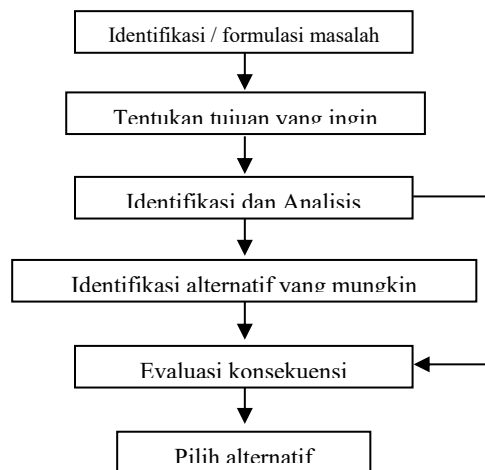 Identifikasi / formulasi masalah
Tentukan tujuan yang ingin
Identifikasi dan Analisis
Identifikasi alternatif yang mungkin
Evaluasi konsekuensi
Pilih alternatif